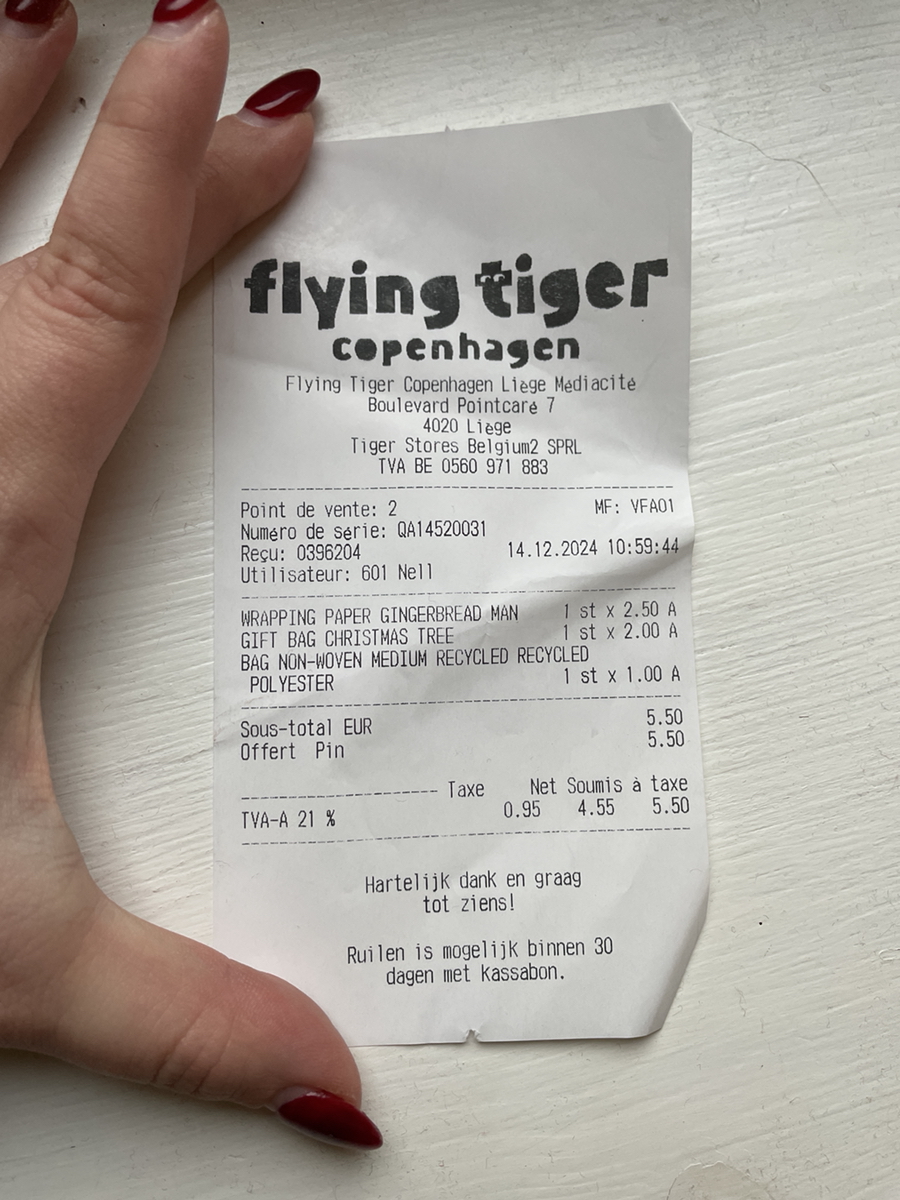 flying tiger
copenhagen
Flying Tiger Copenhagen Liège Médiacité
Boulevard Pointcaré 7
4020 Liège
Tiger Stores Belgium2 SPRL
TVA BE 0560 971 883
Point de vente: 2 MF: VFA01
Numéro de série: QA14520031
Reçu: 0396204 14.12.2024 10:59:44
Utilisateur: 601 Nell
WRAPPING PAPER GINGERBREAD MAN 1 st x 2.50 A
GIFT BAG CHRISTMAS TREE 1 st x 2.00 A
BAG NON-WOVEN MEDIUM RECYCLED RECYCLED
POLYESTER 1 st x 1.00 A
Sous-total EUR 5.50
Offert Pin 5.50
Taxe Net Soumis à taxe
TVA-A 21 % 0.95 4.55 5.50
Hartelijk dank en graag
tot ziens!
Ruilen is mogelijk binnen 30
dagen met kassabon.